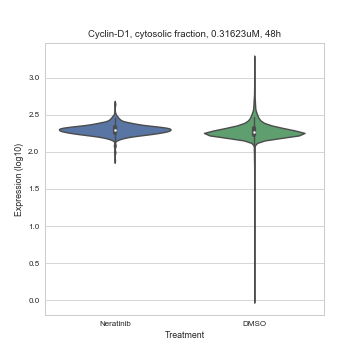 Cyclin-D1, cytosolic fraction, 0.31623uM, 48h
Expression (log10)
3.0
2.5
2.0
1.5
1.0
0.5
0.0
Neratinib DMSO
Treatment